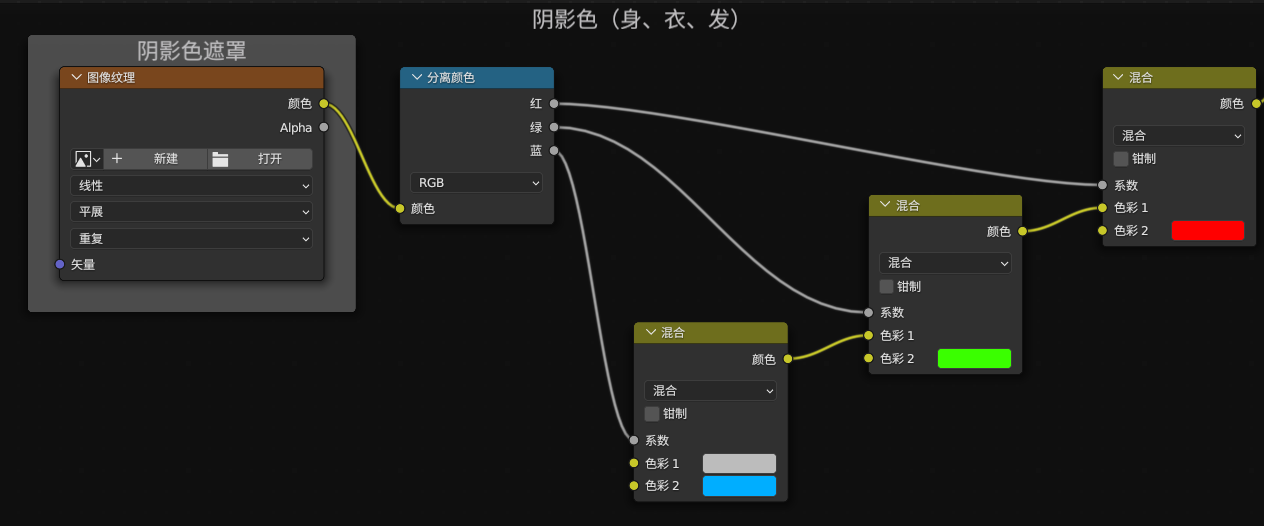 阴影色（身、衣、发）
阴影色遮罩
图像纹理
颜色
Alpha
新建
打开
线性
平展
重复
矢量
分离颜色
红
绿
蓝
RGB
颜色
混合
颜色
混合
钳制
系数
色彩 1
色彩 2
混合
颜色
混合
钳制
系数
色彩 1
色彩 2
混合
颜色
混合
钳制
系数
色彩 1
色彩 2